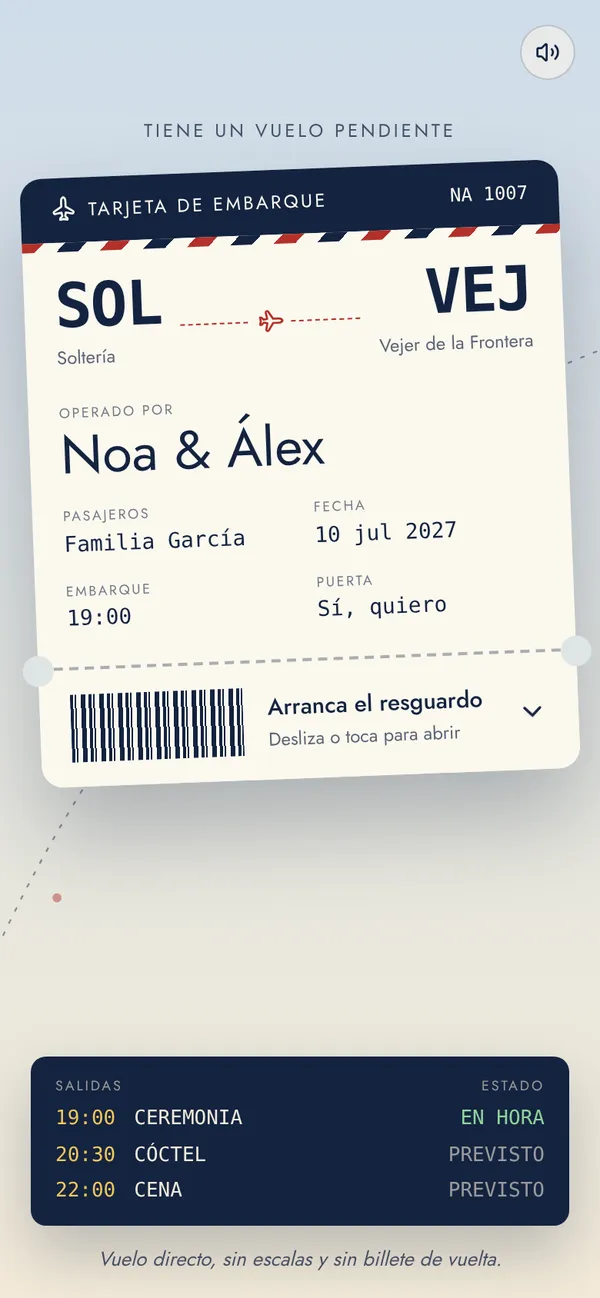 TIENE UN VUELO PENDIENTE
TARJETA DE EMBARQUE NA 1007
SOL VEJ
Soltería Vejer de la Frontera
OPERADO POR
Noa & Álex
PASAJEROS FECHA
Familia García 10 jul 2027
EMBARQUE PUERTA
19:00 Sí, quiero
Arranca el resguardo
Desliza o toca para abrir
SALIDAS ESTADO
19:00 CEREMONIA EN HORA
20:30 CÓCTEL PREVISTO
22:00 CENA PREVISTO
Vuelo directo, sin escalas y sin billete de vuelta.